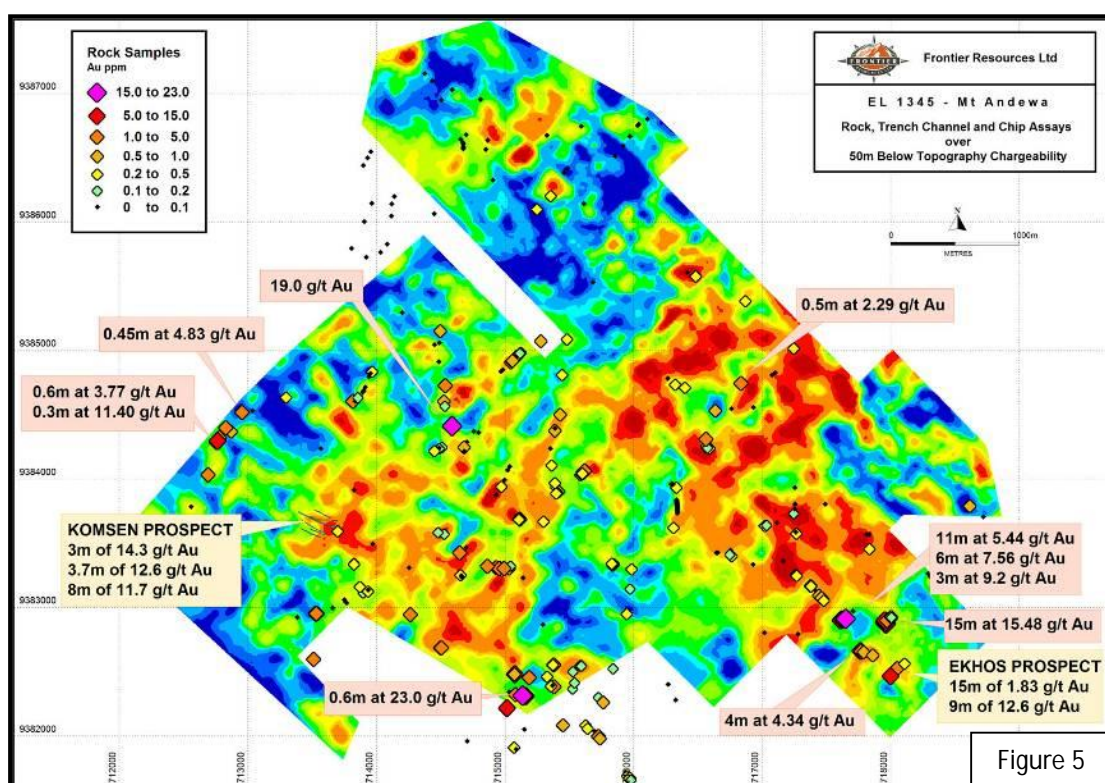 Rock Samples
Au ppm
15.0 to 23.0
5.0 to 15.0
1.0 to 5.0
0.5 to 1.0
0.2 to 0.5
0.1 to 0.2
0 to 0.1
FRONTIER
Frontier Resources Ltd
EL 1345 - Mt Andewa
Rock, Trench Channel and Chip Assays
over
50m Below Topography Chargeability
N
0 1000m
METRES
9387000
9386000
9385000
9384000
9383000
9382000
19.0 g/t Au
0.5m at 2.29 g/t Au
0.45m at 4.83 g/t Au
0.6m at 3.77 g/t Au
0.3m at 11.40 g/t Au
KOMSEN PROSPECT
3m of 14.3 g/t Au
3.7m of 12.6 g/t Au
8m of 11.7 g/t Au
11m at 5.44 g/t Au
6m at 7.56 g/t Au
3m at 9.2 g/t Au
15m at 15.48 g/t Au
EKHOS PROSPECT
15m of 1.83 g/t Au
9m of 12.6 g/t Au
0.6m at 23.0 g/t Au
4m at 4.34 g/t Au
712000
713000
714000
715000
716000
717000
718000
Figure 5